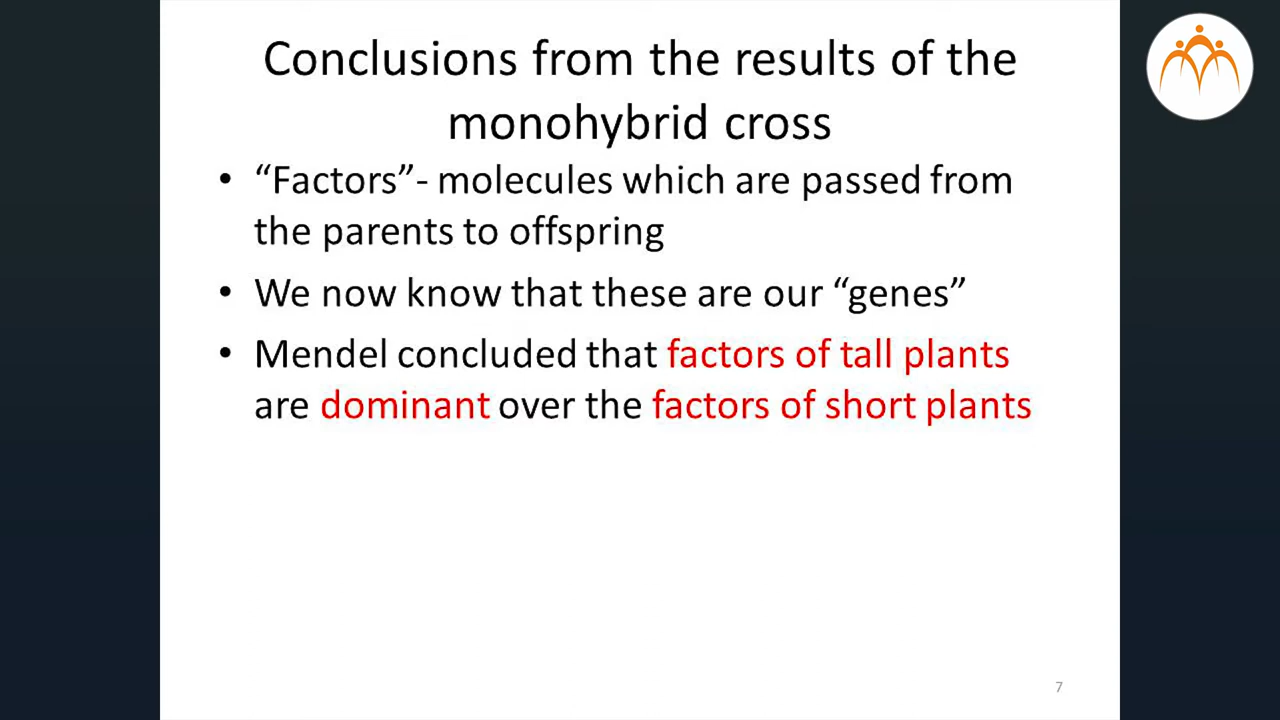 Conclusions from the results of the
monohybrid cross
• “Factors”- molecules which are passed from
the parents to offspring
• We now know that these are our “genes”
• Mendel concluded that factors of tall plants
are dominant over the factors of short plants
7